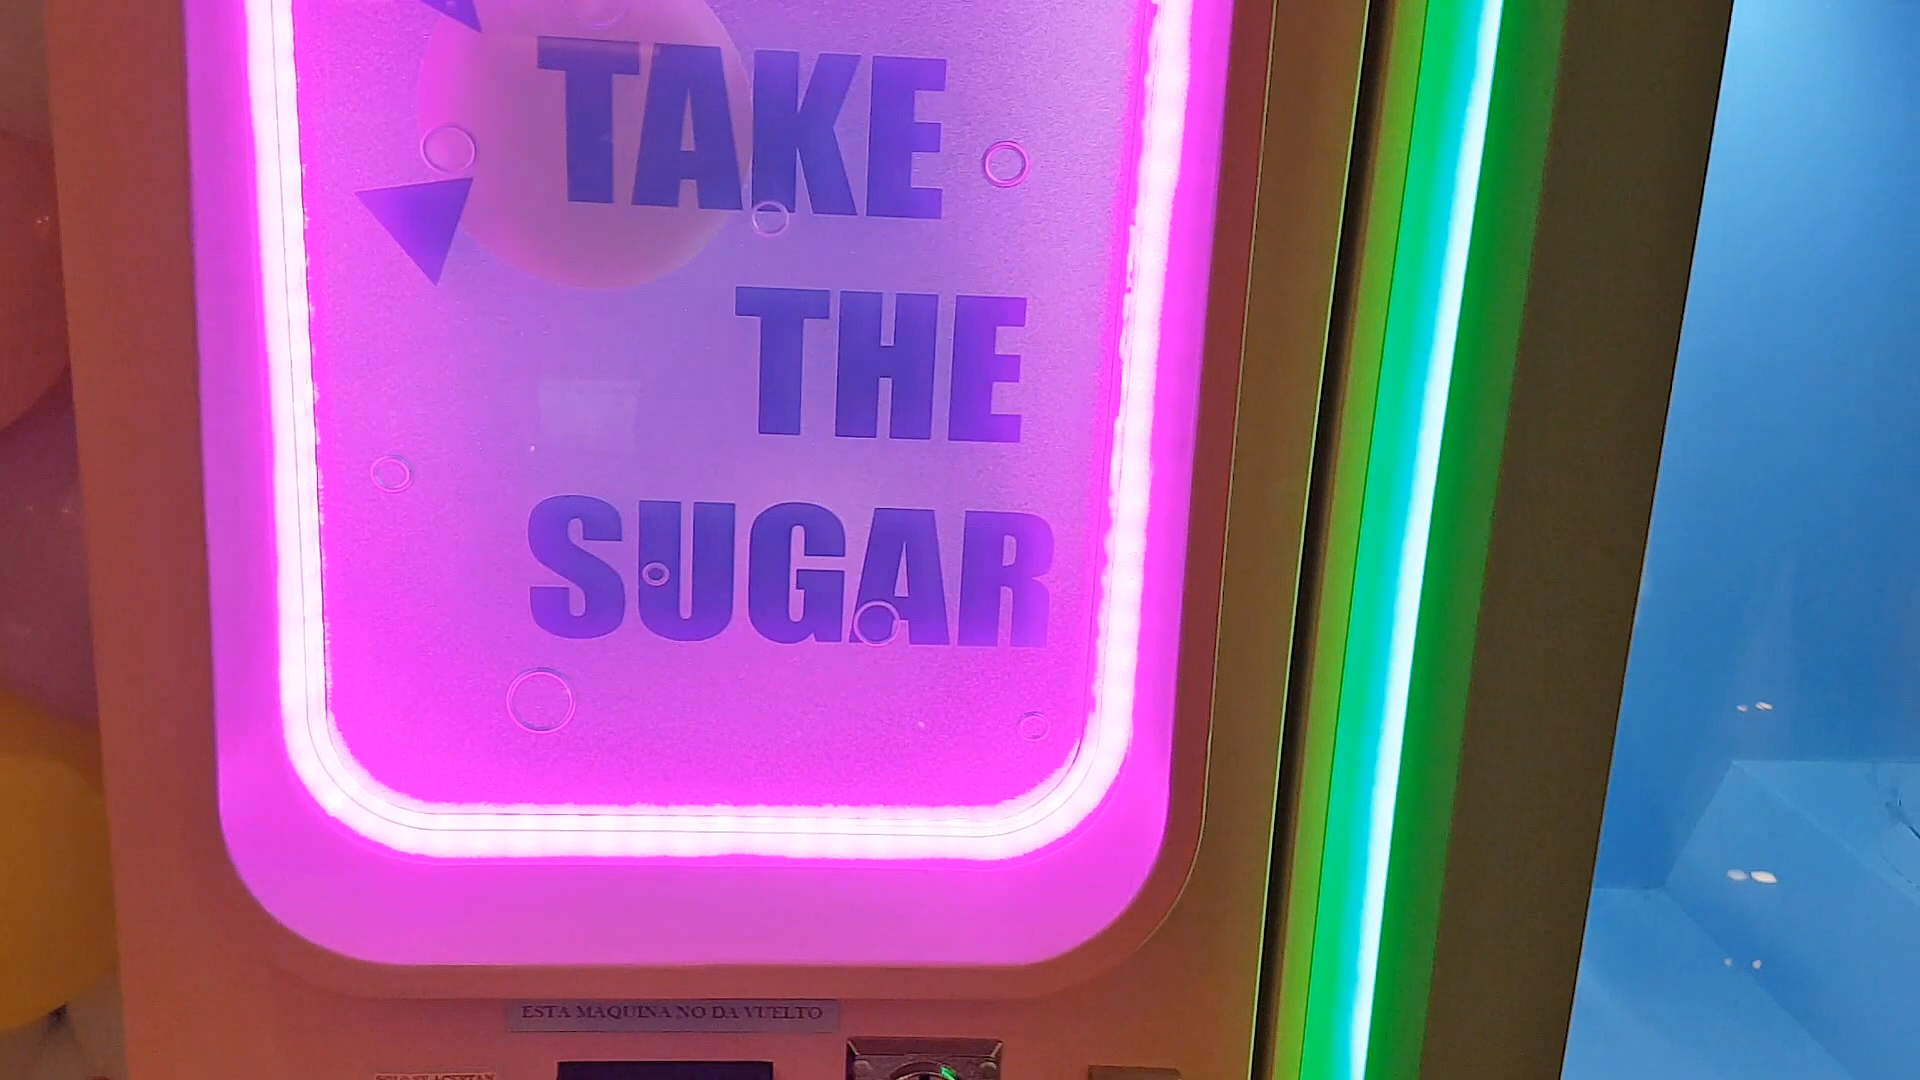 TAKE
THE
SUGAR
ESTA MAQUINA NO DA VUELTO